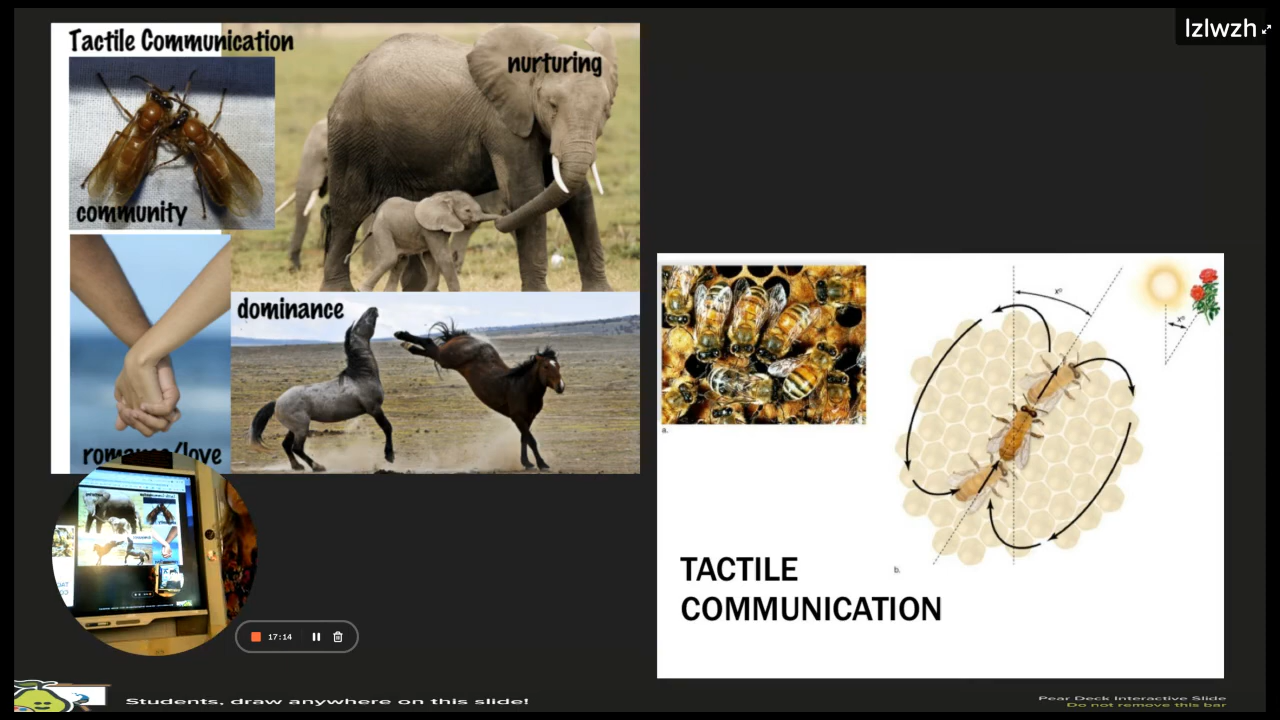 lzlwzh
Tactile Communication
nurturing
community
dominance
romance/love
x°
x°
a.
b.
TACTILE
COMMUNICATION
17:14
Students, draw anywhere on this slide!
Pear Deck Interactive Slide
Do not remove this bar